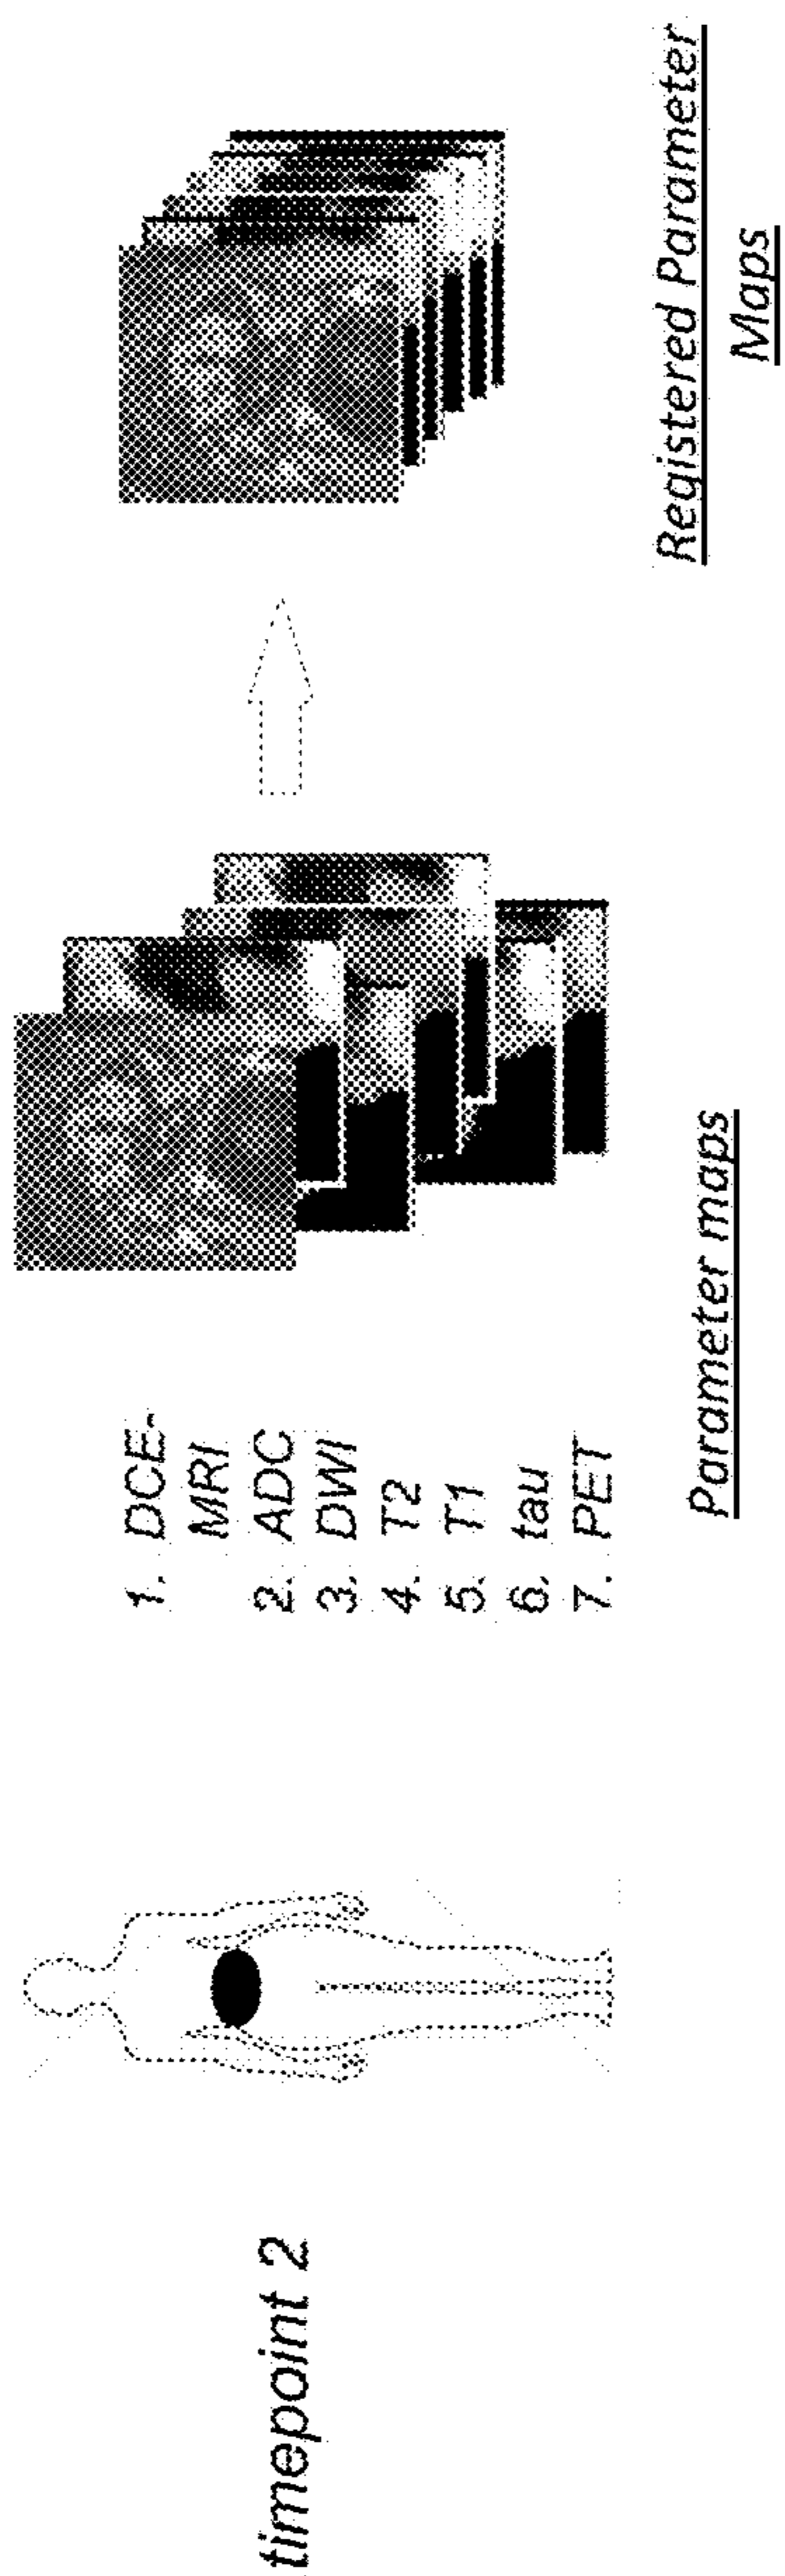 timepoint 2
1. DCE-
MRI
2. ADC
3. DWI
4. T2
5. T1
6. tau
7. PET
Parameter maps
Registered Parameter
Maps